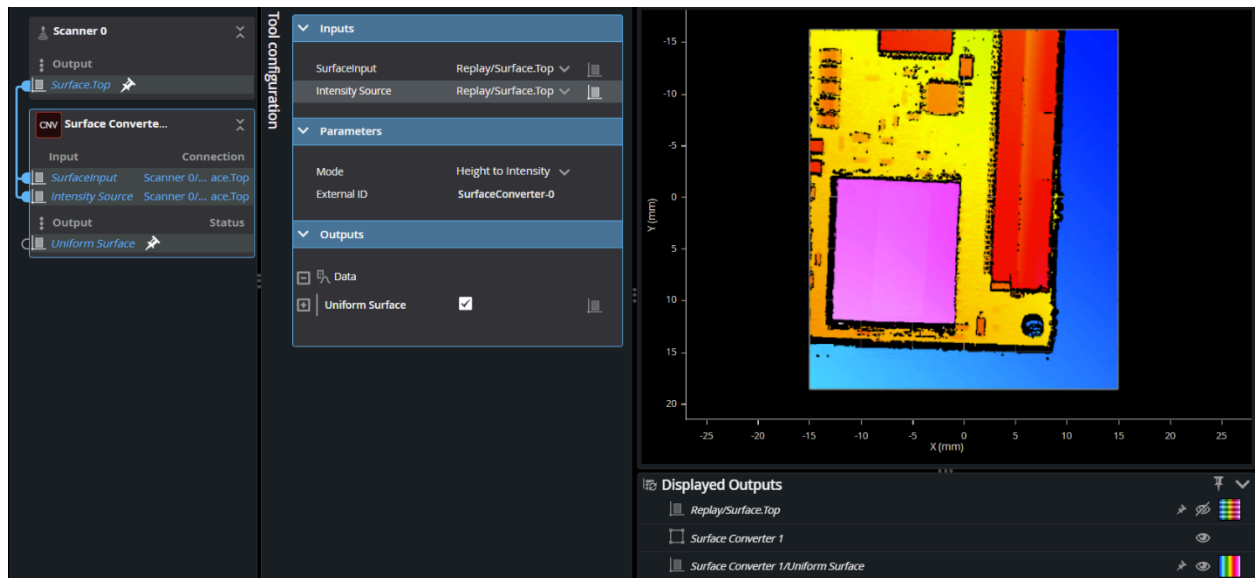 Scanner 0
Output
Surface.Top
CNV Surface Converte...
Input Connection
SurfaceInput Scanner 0/... ace.Top
Intensity Source Scanner 0/... ace.Top
Output Status
Uniform Surface
Tool configuration
Inputs
SurfaceInput Replay/Surface.Top
Intensity Source Replay/Surface.Top
Parameters
Mode Height to Intensity
External ID SurfaceConverter-0
Outputs
Data
Uniform Surface
-15
-10
-5
0
5
10
15
20
Y (mm)
-25 -20 -15 -10 -5 0 5 10 15 20 25
X (mm)
Displayed Outputs
Replay/Surface.Top
Surface Converter 1
Surface Converter 1/Uniform Surface